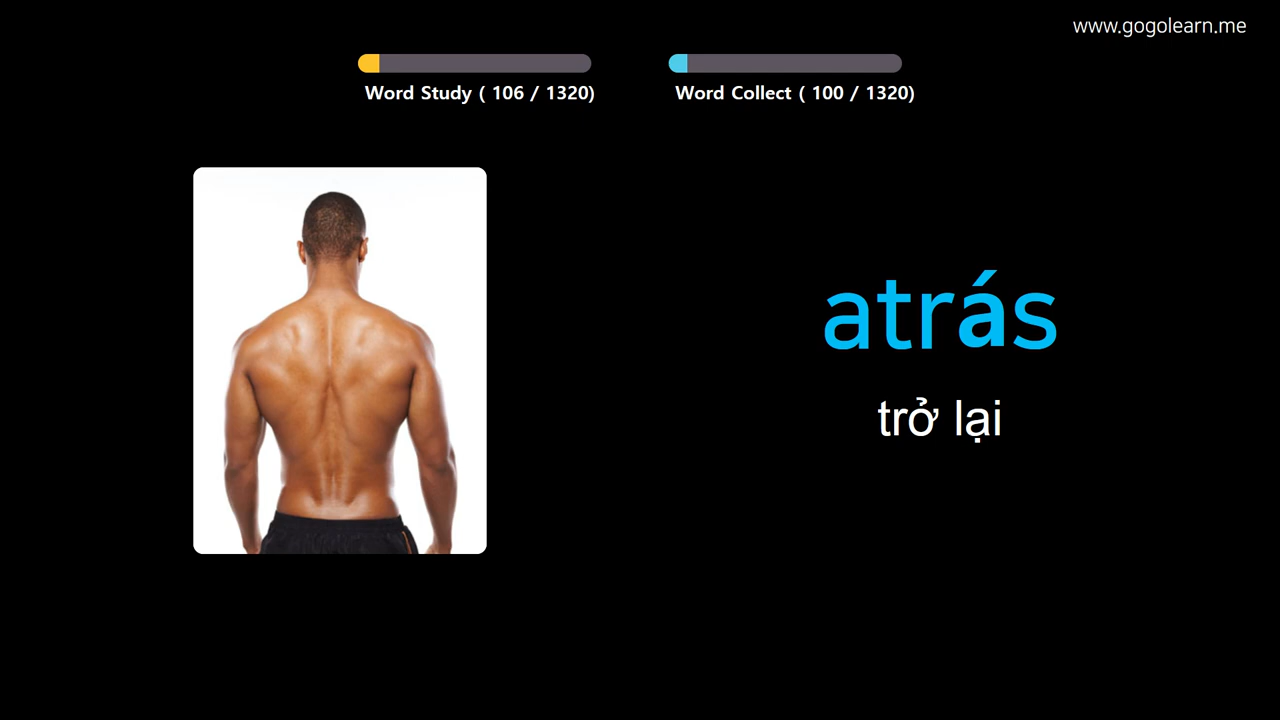 www.gogolearn.me
Word Study ( 106 / 1320)
Word Collect ( 100 / 1320)
atrás
trở lại